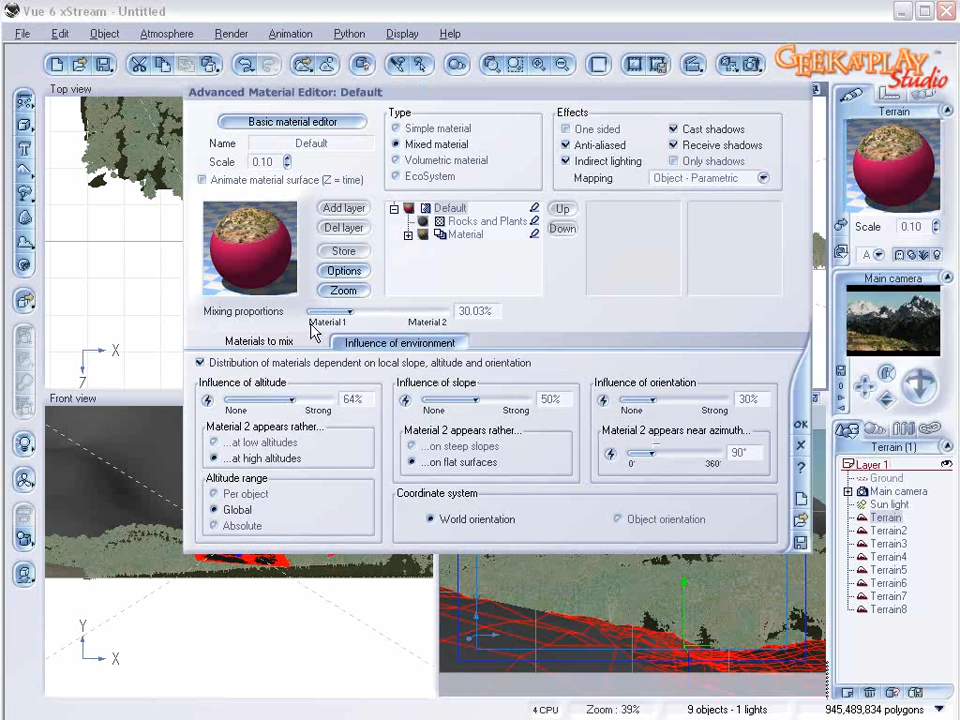 Vue 6 xStream - Untitled
File Edit Object Atmosphere Render Animation Python Display Help
GEEKATPLAY
Studio
Top view
Advanced Material Editor: Default
Basic material editor
Name Default
Scale 0.10
Animate material surface (Z = time)
Type
Simple material
Mixed material
Volumetric material
EcoSystem
Effects
One sided
Cast shadows
Anti-aliased
Receive shadows
Indirect lighting
Only shadows
Mapping Object - Parametric
Add layer
Del layer
Store
Options
Zoom
Default
Rocks and Plants
Material
Up
Down
Mixing proportions 30.03%
Material 1 Material 2
Materials to mix
Influence of environment
Distribution of materials dependent on local slope, altitude and orientation
Influence of altitude
64%
None Strong
Material 2 appears rather...
...at low altitudes
...at high altitudes
Altitude range
Per object
Global
Absolute
Influence of slope
50%
None Strong
Material 2 appears rather...
...on steep slopes
...on flat surfaces
Influence of orientation
30%
None Strong
Material 2 appears near azimuth...
90°
0° 360°
Coordinate system
World orientation
Object orientation
OK
X
?
Terrain
Scale 0.10
A
Main camera
Terrain (1)
Layer 1
Ground
Main camera
Sun light
Terrain
Terrain2
Terrain3
Terrain4
Terrain5
Terrain6
Terrain7
Terrain8
X
Z
Front view
Y
X
4 CPU Zoom : 39% 9 objects - 1 lights 945,489,834 polygons